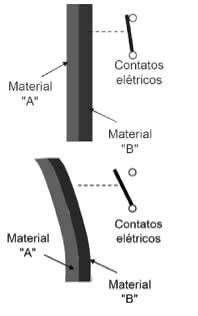 Material
"A"
Contatos
elétricos
Material
"B"
Contatos
elétricos
Material
"A"
Material
"B"